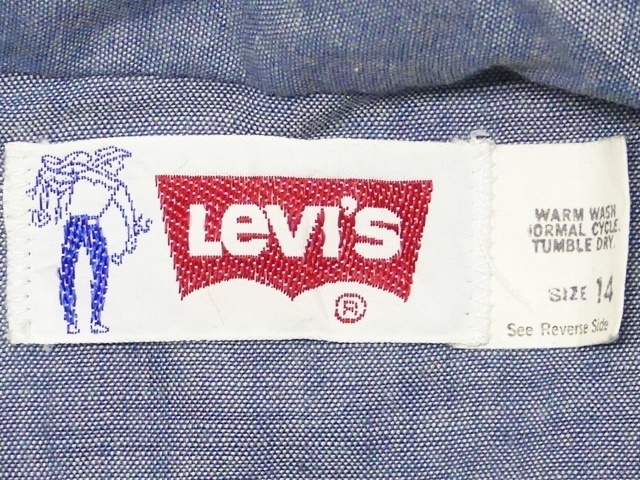 Levi's
®
WARM WASH
NORMAL CYCLE.
TUMBLE DRY.
SIZE 14
See Reverse Side